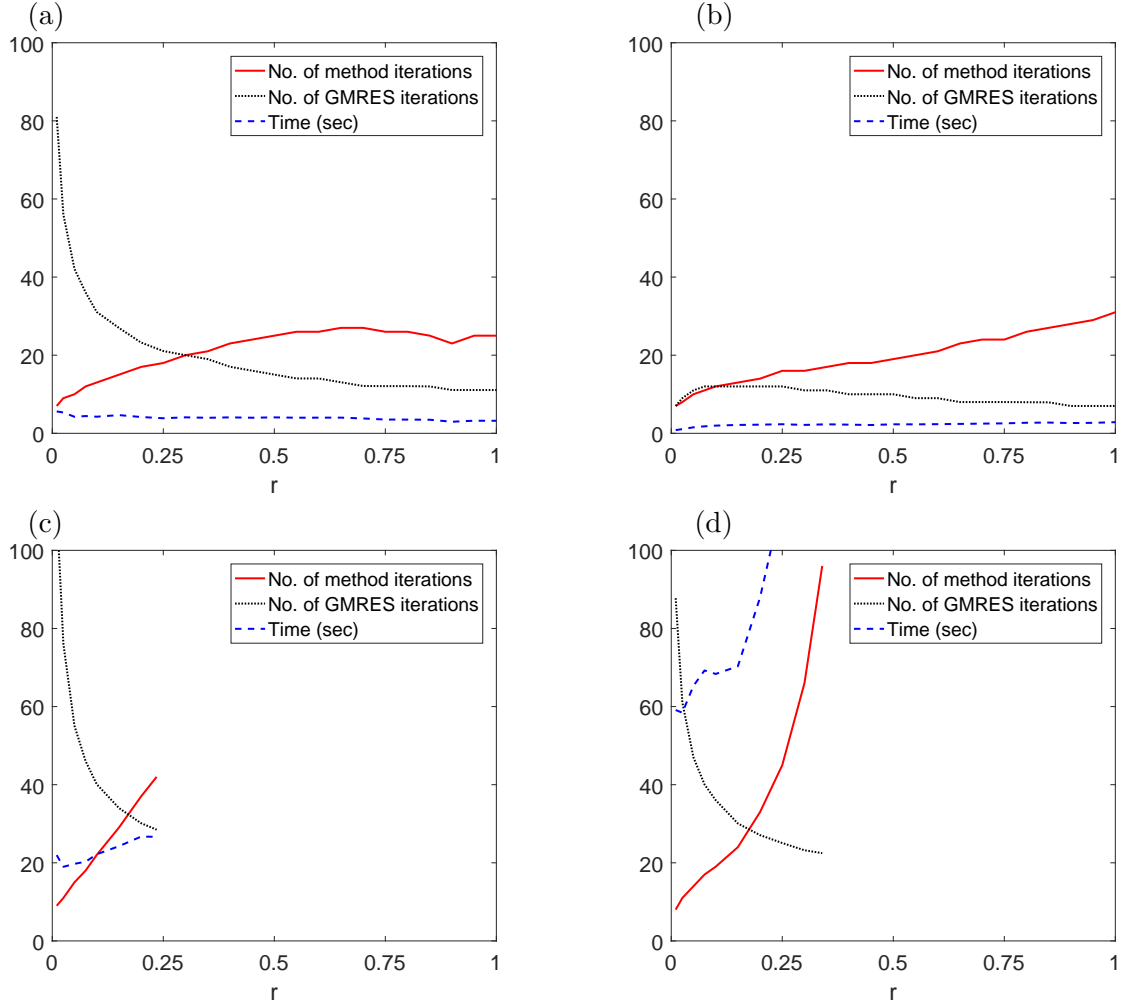 (a)
100
80
60
40
20
0
0 0.25 0.5 0.75 1
r
No. of method iterations
No. of GMRES iterations
Time (sec)
(b)
100
80
60
40
20
0
0 0.25 0.5 0.75 1
r
No. of method iterations
No. of GMRES iterations
Time (sec)
(c)
100
80
60
40
20
0
0 0.25 0.5 0.75 1
r
No. of method iterations
No. of GMRES iterations
Time (sec)
(d)
100
80
60
40
20
0
0 0.25 0.5 0.75 1
r
No. of method iterations
No. of GMRES iterations
Time (sec)